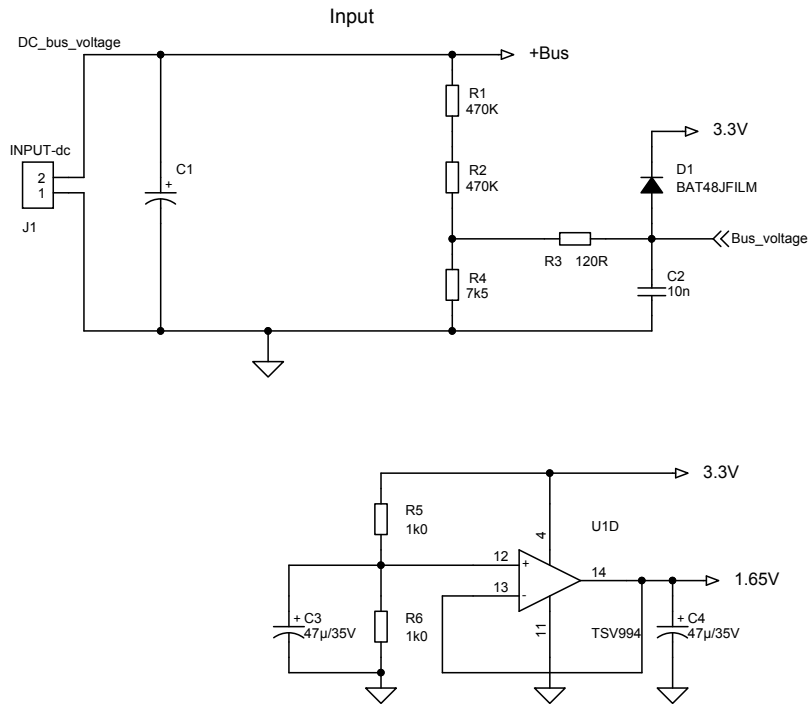 Input
DC_bus_voltage
+Bus
R1
470K
3.3V
INPUT-dc
C1
D1
BAT48JFILM
R2
470K
2
1
+
J1
Bus_voltage
R3 120R
R4
7k5
C2
10n
3.3V
R5
1k0
4
U1D
12
+
14
1.65V
13
-
+ C3
47µ/35V
R6
1k0
11
TSV994
+ C4
47µ/35V